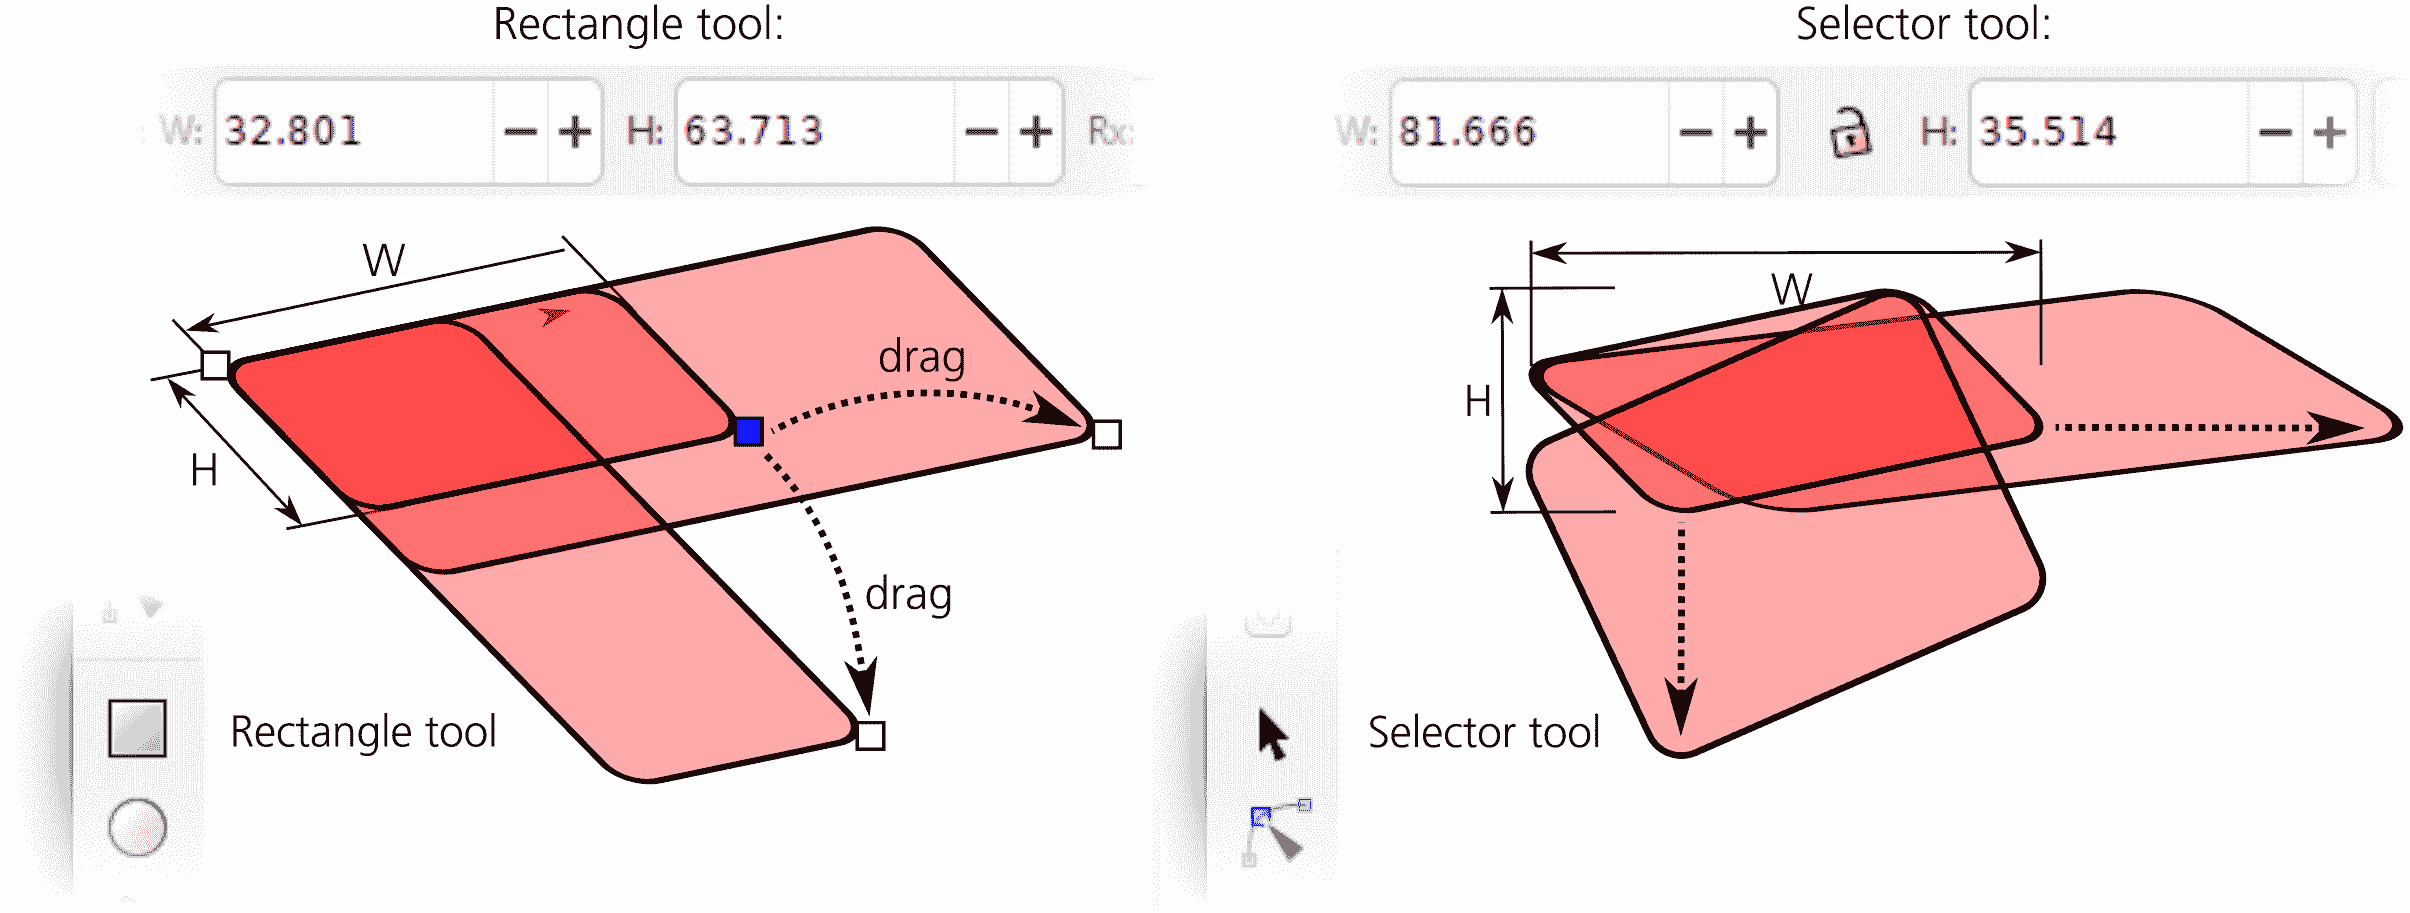 Rectangle tool:
W: 32.801 − + H: 63.713 − + Rx:
W
drag
H
drag
Rectangle tool
Selector tool:
W: 81.666 − + H: 35.514 − +
W
H
Selector tool